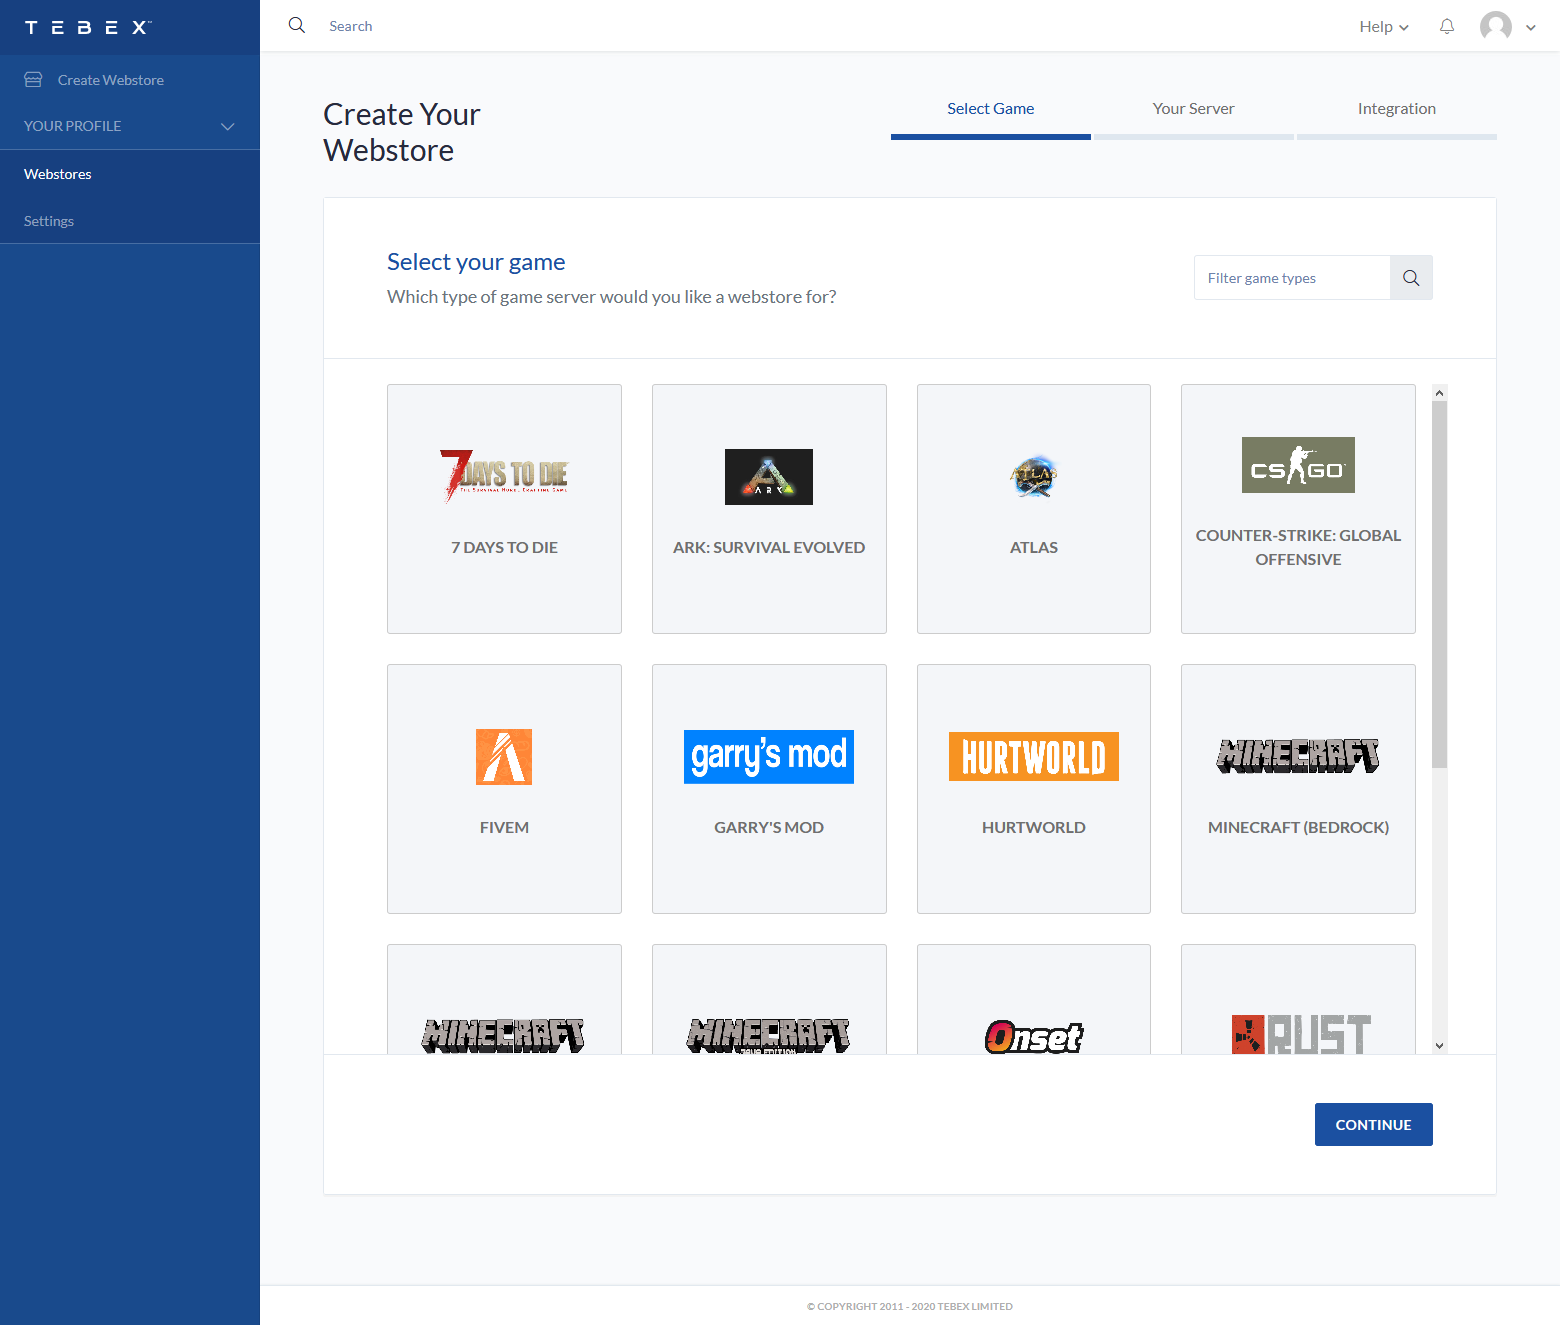 TEBEX
Search
Help
Create Webstore
YOUR PROFILE
Webstores
Settings
Create Your
Webstore
Select Game
Your Server
Integration
Select your game
Which type of game server would you like a webstore for?
Filter game types
7 DAYS TO DIE
THE SURVIVAL HORDE CRAFTING GAME
7 DAYS TO DIE
ARK
ARK: SURVIVAL EVOLVED
ATLAS
ATLAS
CS GO
COUNTER-STRIKE: GLOBAL
OFFENSIVE
FIVEM
garry's mod
GARRY'S MOD
HURTWORLD
HURTWORLD
MINECRAFT
MINECRAFT (BEDROCK)
MINECRAFT
MINECRAFT
Onset
RUST
CONTINUE
© COPYRIGHT 2011 - 2020 TEBEX LIMITED